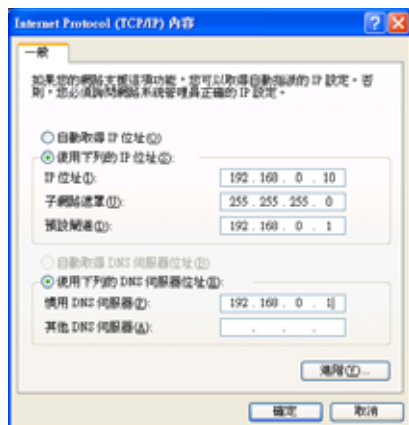 Internet Protocol (TCP/IP) 內容
一般
如果您的網路支援這項功能，您可以取得自動指派的 IP 設定。否
則，您必須詢問網路系統管理員正確的 IP 設定。
自動取得 IP 位址(O)
使用下列的 IP 位址(S):
IP 位址(I): 192 . 168 . 0 . 10
子網路遮罩(U): 255 . 255 . 255 . 0
預設閘道(D): 192 . 168 . 0 . 1
自動取得 DNS 伺服器位址(B)
使用下列的 DNS 伺服器位址(E):
慣用 DNS 伺服器(P): 192 . 168 . 0 . 1
其他 DNS 伺服器(A): . . .
進階(V)...
確定 取消